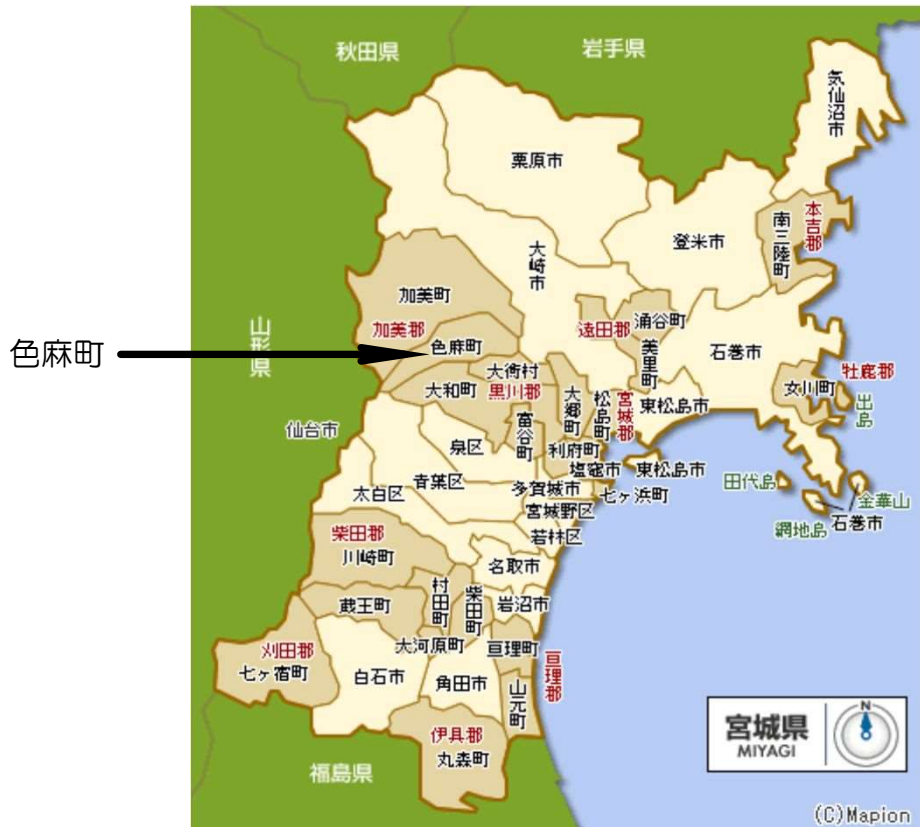 秋田県
岩手県
気仙沼市
栗原市
本吉郡
南三陸町
登米市
大崎市
加美町
加美郡
遠田郡
涌谷町
山形県
色麻町
色麻町
美里町
石巻市
大衡村
牡鹿郡
大和町
黒川郡
女川町
大郷町
松島町
宮城郡
東松島市
出島
富谷町
仙台市
泉区
利府町
塩竈市
東松島市
青葉区
太白区
多賀城市
七ヶ浜町
田代島
金華山
宮城野区
網地島
石巻市
柴田郡
若林区
川崎町
名取市
村田町
柴田町
岩沼市
蔵王町
大河原町
亘理町
刈田郡
七ヶ宿町
白石市
角田市
山元町
亘理郡
伊具郡
丸森町
福島県
宮城県
MIYAGI
N
(C)Mapion